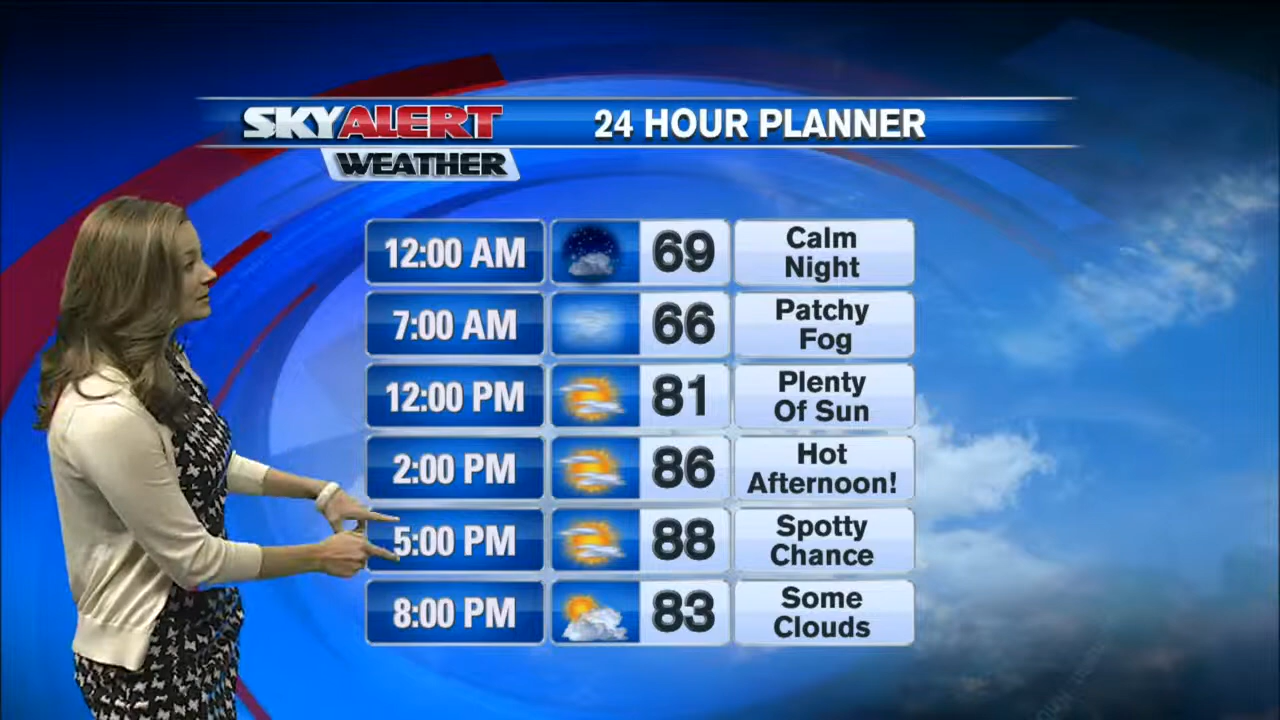 SKYALERT
WEATHER
24 HOUR PLANNER
12:00 AM
69
Calm
Night
7:00 AM
66
Patchy
Fog
12:00 PM
81
Plenty
Of Sun
2:00 PM
86
Hot
Afternoon!
5:00 PM
88
Spotty
Chance
8:00 PM
83
Some
Clouds